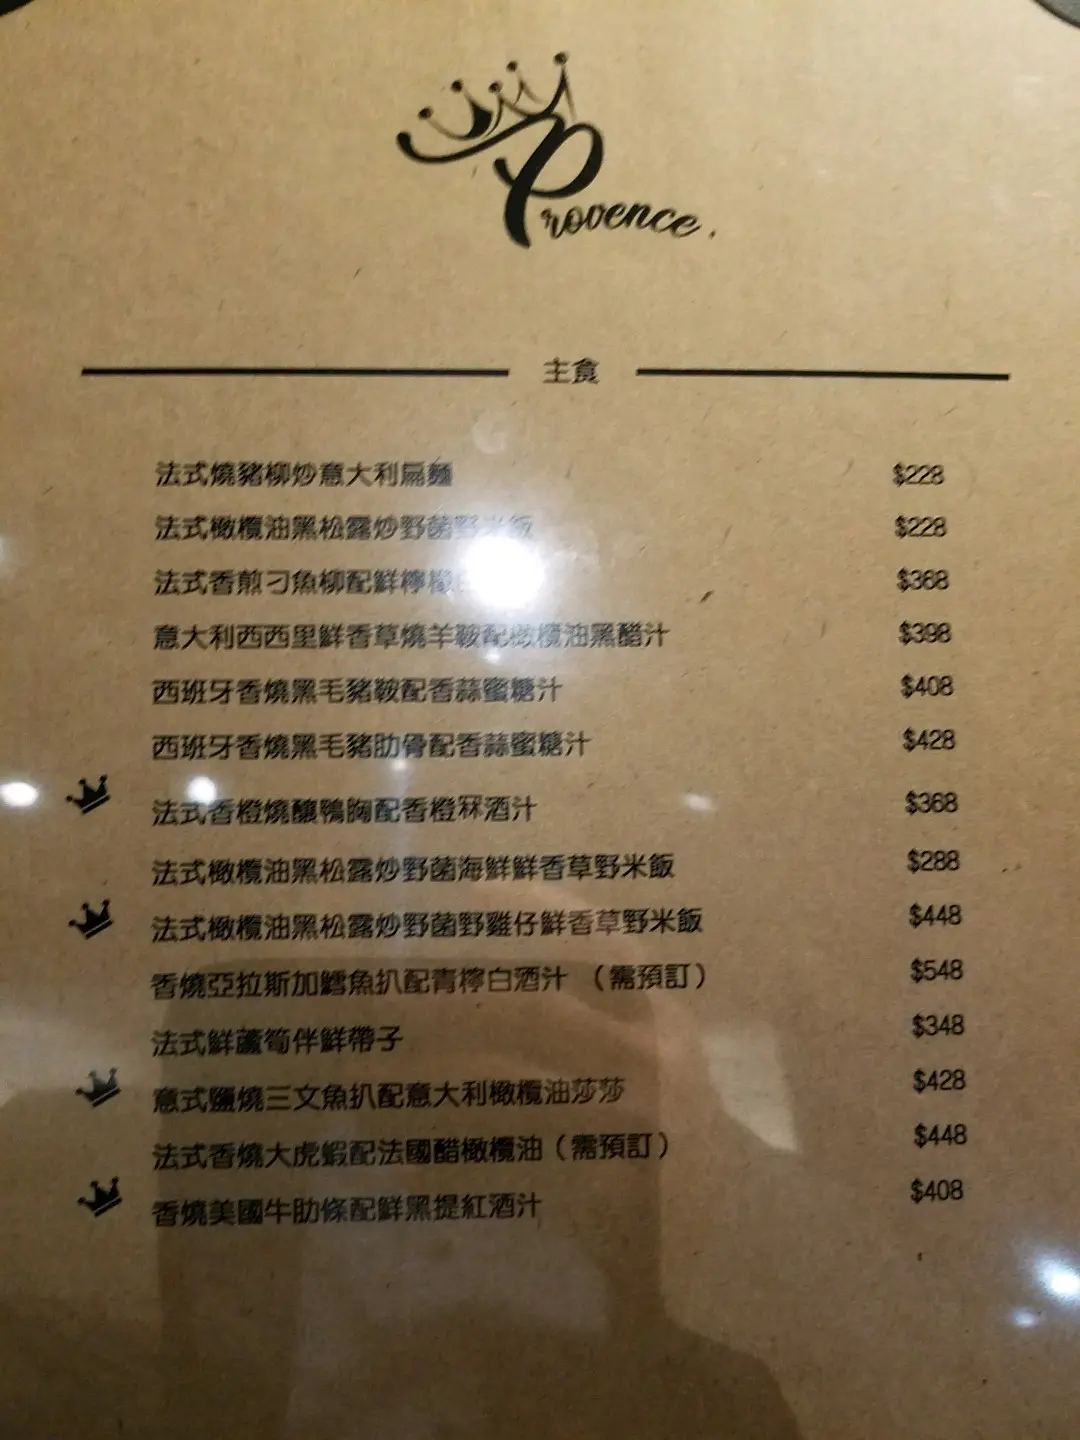 Provence.
主食
法式燒豬柳炒意大利扁麵 $228
法式橄欖油黑松露炒野菌野米飯 $228
法式香煎刁魚柳配鮮檸檬 $368
意大利西西里鮮香草燒羊鞍配橄欖油黑醋汁 $398
西班牙香燒黑毛豬鞍配香蒜蜜糖汁 $408
西班牙香燒黑毛豬肋骨配香蒜蜜糖汁 $428
法式香橙燒釀鴨胸配香橙冧酒汁 $368
法式橄欖油黑松露炒野菌海鮮鮮香草野米飯 $288
法式橄欖油黑松露炒野菌野雞仔鮮香草野米飯 $448
香燒亞拉斯加鱈魚扒配青檸白酒汁 （需預訂） $548
法式鮮蘆筍伴鮮帶子 $348
意式鹽燒三文魚扒配意大利橄欖油莎莎 $428
法式香燒大虎蝦配法國醋橄欖油（需預訂） $448
香燒美國牛肋條配鮮黑提紅酒汁 $408